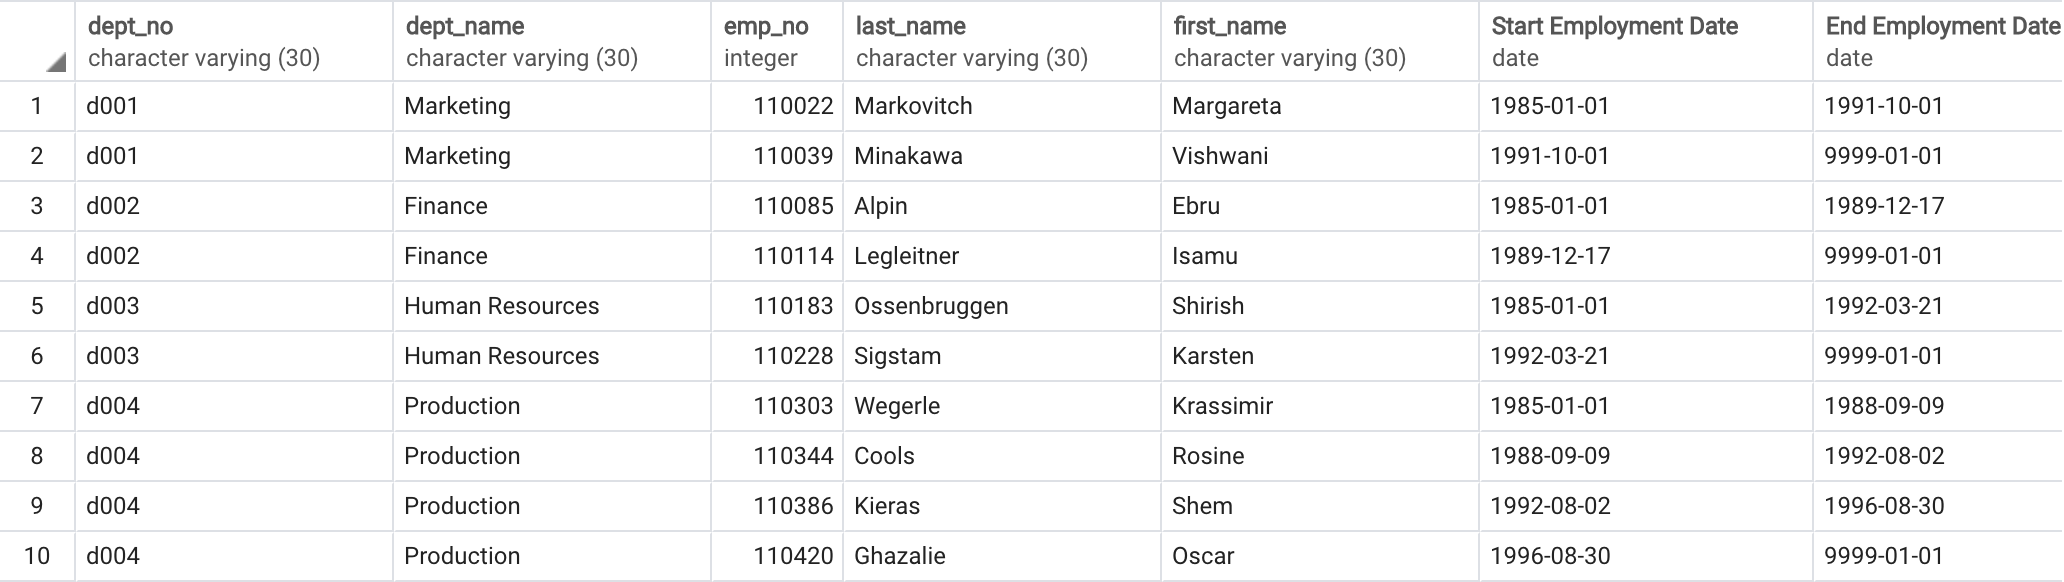 dept_no dept_name emp_no last_name first_name Start Employment Date End Employment Date
character varying (30) character varying (30) integer character varying (30) character varying (30) date date
1 d001 Marketing 110022 Markovitch Margareta 1985-01-01 1991-10-01
2 d001 Marketing 110039 Minakawa Vishwani 1991-10-01 9999-01-01
3 d002 Finance 110085 Alpin Ebru 1985-01-01 1989-12-17
4 d002 Finance 110114 Legleitner Isamu 1989-12-17 9999-01-01
5 d003 Human Resources 110183 Ossenbruggen Shirish 1985-01-01 1992-03-21
6 d003 Human Resources 110228 Sigstam Karsten 1992-03-21 9999-01-01
7 d004 Production 110303 Wegerle Krassimir 1985-01-01 1988-09-09
8 d004 Production 110344 Cools Rosine 1988-09-09 1992-08-02
9 d004 Production 110386 Kieras Shem 1992-08-02 1996-08-30
10 d004 Production 110420 Ghazalie Oscar 1996-08-30 9999-01-01